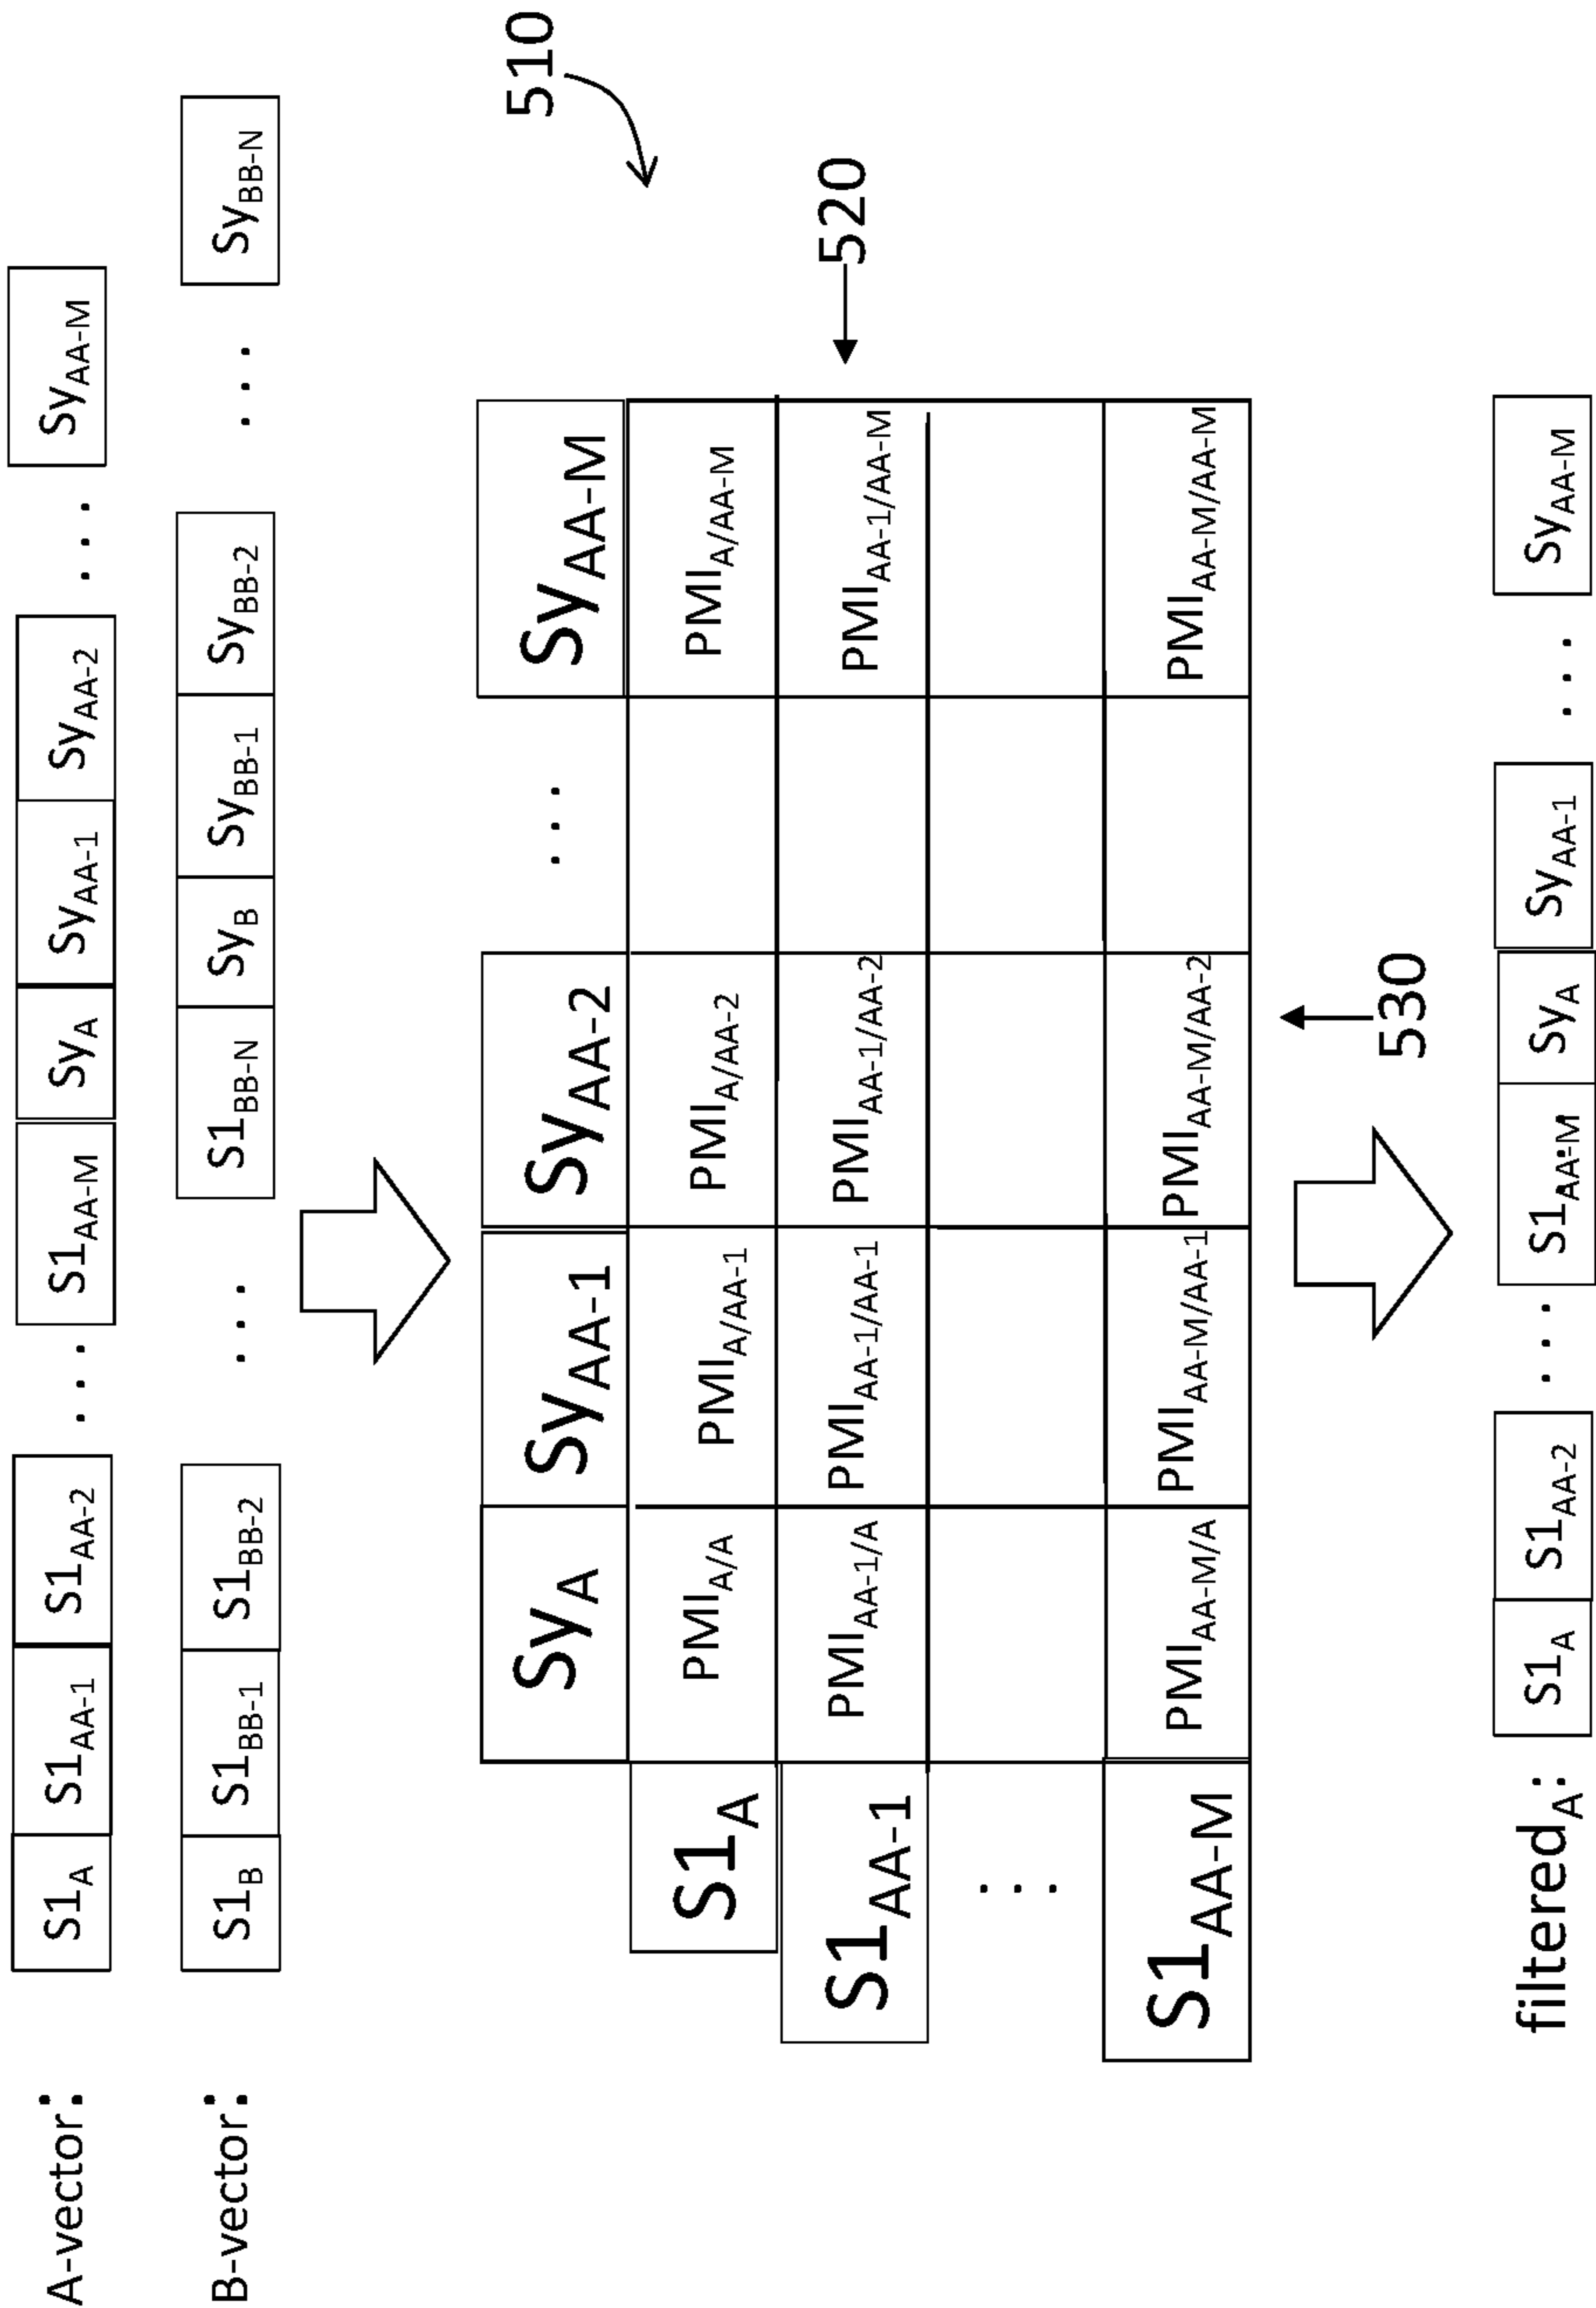 A-vector: S1A S1AA-1 S1AA-2 ... S1AA-M SyA SyAA-1 SyAA-2 ... SyAA-M
B-vector: S1B S1BB-1 S1BB-2 ... S1BB-N SyB SyBB-1 SyBB-2 ... SyBB-N
510
SyA SyAA-1 SyAA-2 ... SyAA-M
S1A PMIA/A PMIA/AA-1 PMIA/AA-2 PMIA/AA-M
S1AA-1 PMIAA-1/A PMIAA-1/AA-1 PMIAA-1/AA-2 PMIAA-1/AA-M
520
...
S1AA-M PMIAA-M/A PMIAA-M/AA-1 PMIAA-M/AA-2 PMIAA-M/AA-M
530
filteredA: S1A S1AA-2 ... S1AA-M SyA SyAA-1 ... SyAA-M